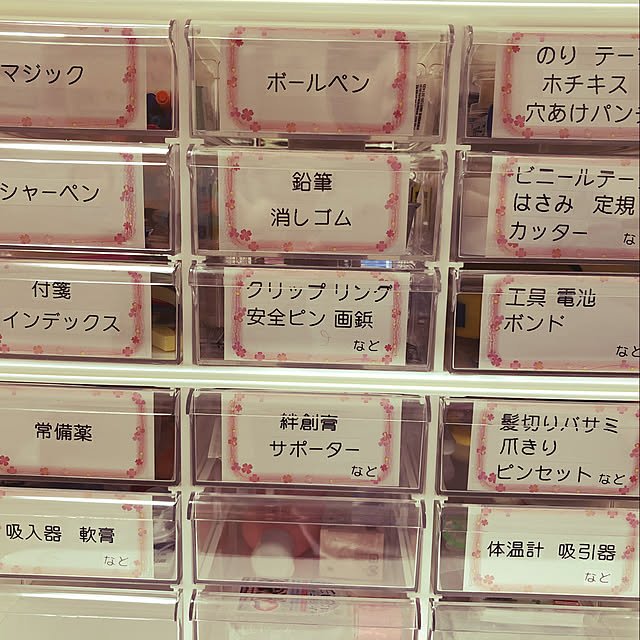 マジック
ボールペン
のり テー
ホチキス
穴あけパン
シャーペン
鉛筆
消しゴム
ビニールテー
はさみ 定規
カッター な
付箋
インデックス
クリップ リング
安全ピン 画鋲
など
工具 電池
ボンド
など
常備薬
絆創膏
サポーター
など
髪切りバサミ
爪きり
ピンセット など
吸入器 軟膏
など
体温計 吸引器
など